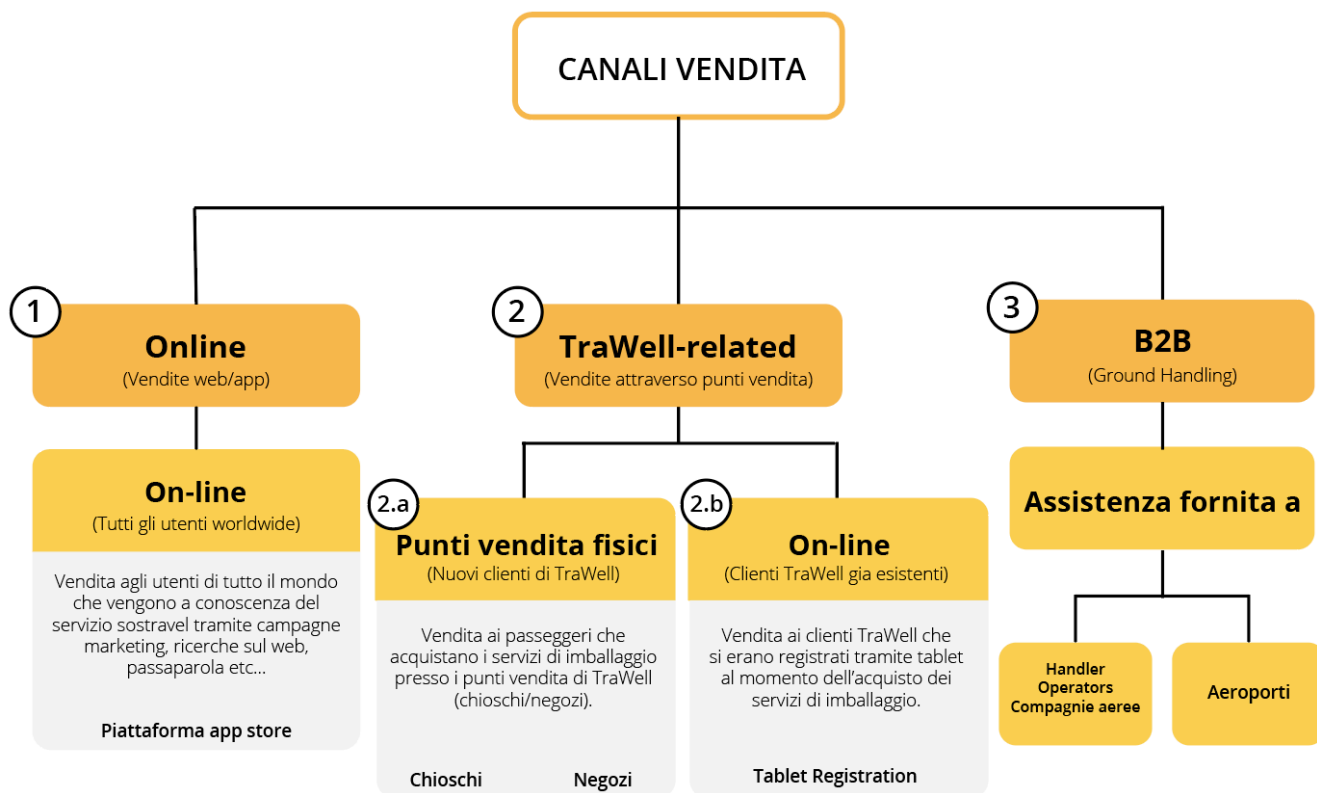 CANALI VENDITA
1
Online
(Vendite web/app)
On-line
(Tutti gli utenti worldwide)
Vendita agli utenti di tutto il mondo
che vengono a conoscenza del
servizio sostravel tramite campagne
marketing, ricerche sul web,
passaparola etc...
Piattaforma app store
2
TraWell-related
(Vendite attraverso punti vendita)
2.a
Punti vendita fisici
(Nuovi clienti di TraWell)
Vendita ai passeggeri che
acquistano i servizi di imballaggio
presso i punti vendita di TraWell
(chioschi/negozi).
Chioschi Negozi
2.b
On-line
(Clienti TraWell gia esistenti)
Vendita ai clienti TraWell che
si erano registrati tramite tablet
al momento dell'acquisto dei
servizi di imballaggio.
Tablet Registration
3
B2B
(Ground Handling)
Assistenza fornita a
Handler
Operators
Compagnie aeree
Aeroporti